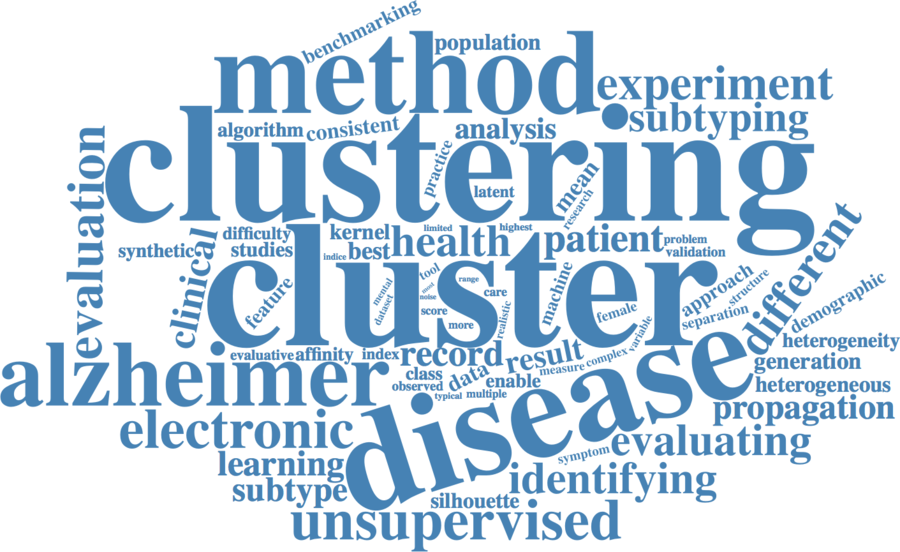 benchmarking
population
method
experiment
subtyping
algorithm
consistent
analysis
clustering
evaluation
practice
latent
mean
research
synthetic
difficulty
studies
clinical
kernel
limited
highest
indice
best
health
patient
problem
validation
different
cluster
feature
mental
dataset
tool
most
noise
score
more
range
care
realistic
machine
female
variable
approach
structure
separation
demographic
alzheimer
evaluative
affinity
index
record
class
observed
data
typical
multiple
enable
result
measure
complex
heterogeneity
generation
heterogeneous
propagation
disease
electronic
learning
subtype
symptom
evaluating
identifying
silhouette
unsupervised